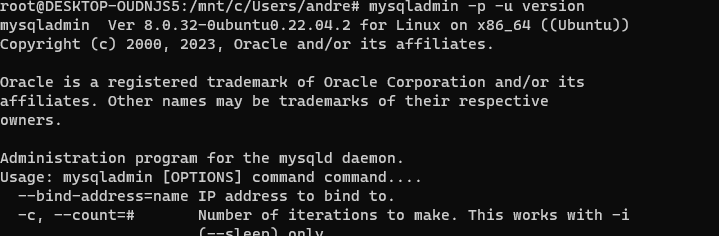 root@DESKTOP-OUDNJS5:/mnt/c/Users/andre# mysqladmin -p -u version
mysqladmin  Ver 8.0.32-0ubuntu0.22.04.2 for Linux on x86_64 ((Ubuntu))
Copyright (c) 2000, 2023, Oracle and/or its affiliates.

Oracle is a registered trademark of Oracle Corporation and/or its
affiliates. Other names may be trademarks of their respective
owners.

Administration program for the mysqld daemon.
Usage: mysqladmin [OPTIONS] command command....
  --bind-address=name IP address to bind to.
  -c, --count=#       Number of iterations to make. This works with -i
                      (--sleep) only.